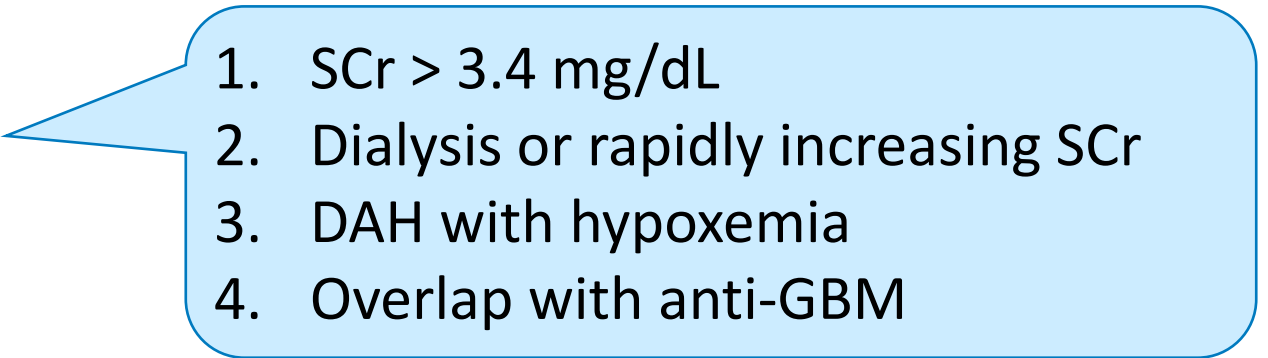 1. SCr > 3.4 mg/dL
2. Dialysis or rapidly increasing SCr
3. DAH with hypoxemia
4. Overlap with anti-GBM